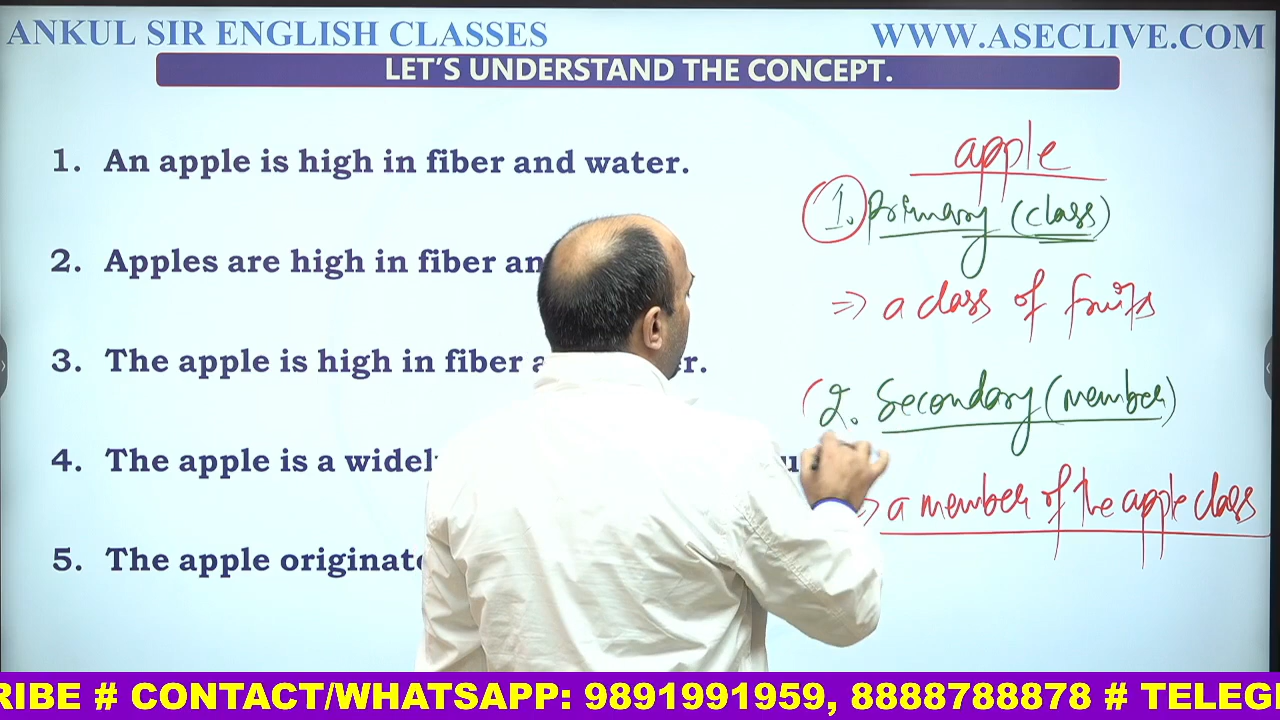 ANKUL SIR ENGLISH CLASSES
WWW.ASECLIVE.COM
LET'S UNDERSTAND THE CONCEPT.
1. An apple is high in fiber and water.
2. Apples are high in fiber an
3. The apple is high in fiber a r.
4. The apple is a widel u
5. The apple originat
apple
1. Primary (class)
⇒ a class of fruits
2. Secondary (member)
⇒ a member of the apple class
RIBE # CONTACT/WHATSAPP: 9891991959, 8888788878 # TELEG